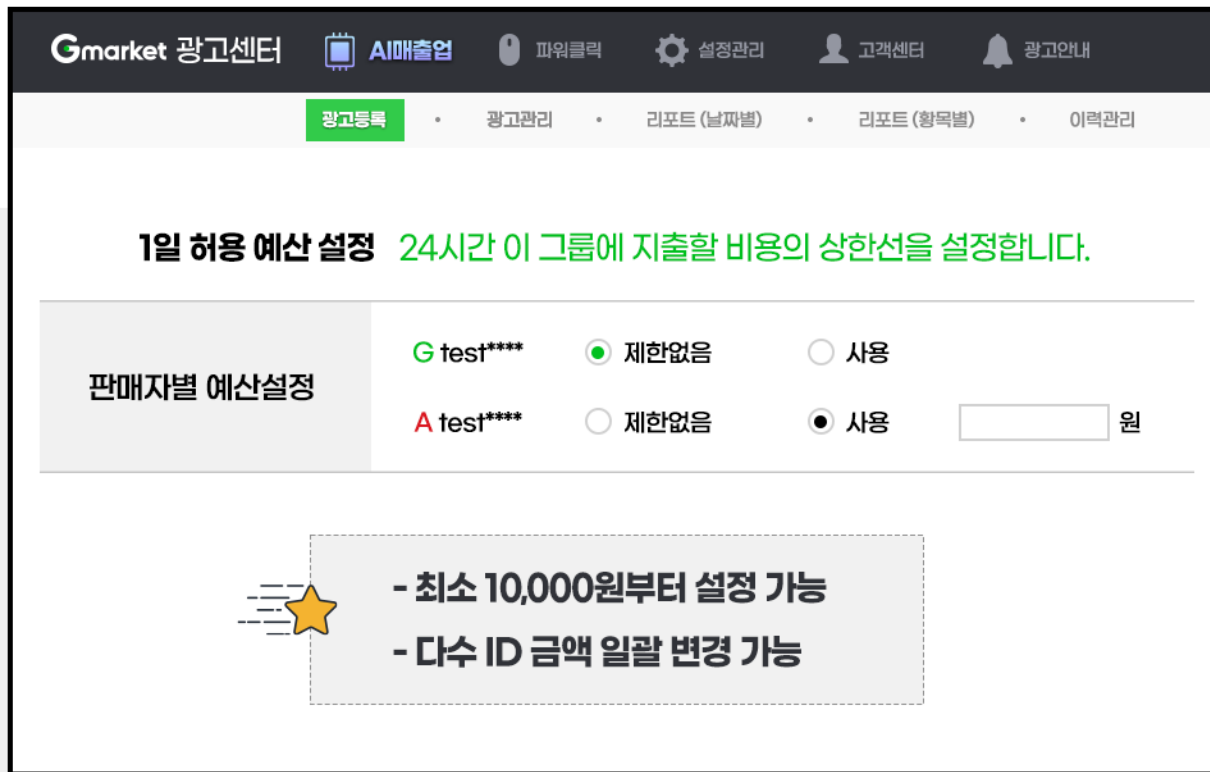 Gmarket 광고센터 AI매출업 파워클릭 설정관리 고객센터 광고안내
광고등록 • 광고관리 • 리포트 (날짜별) • 리포트 (황목별) • 이력관리
1일 허용 예산 설정 24시간 이 그룹에 지출할 비용의 상한선을 설정합니다.
판매자별 예산설정
G test**** 제한없음 사용
A test**** 제한없음 사용 원
- 최소 10,000원부터 설정 가능
- 다수 ID 금액 일괄 변경 가능